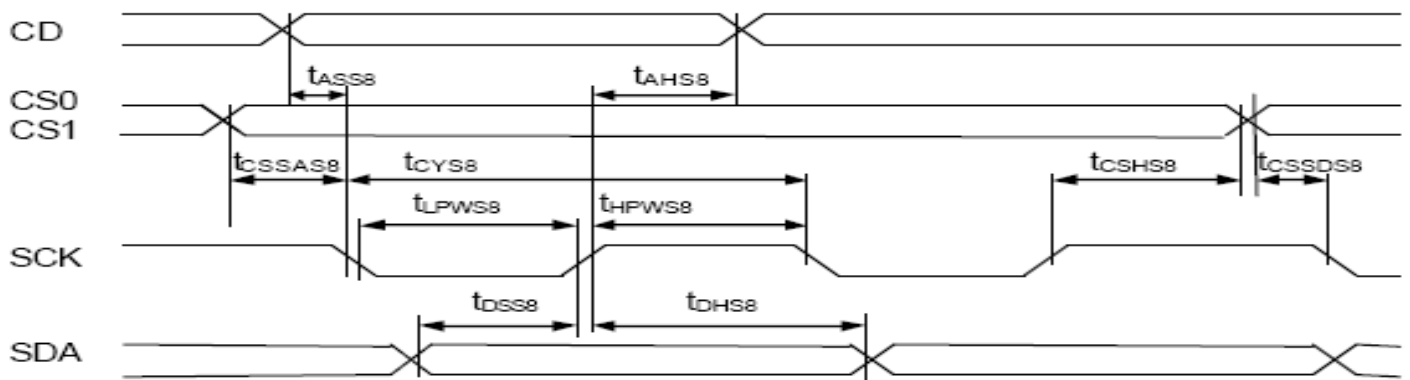 CD
tASS8 tAHS8
CS0
CS1
tCSSAS8 tCYS8 tCSHS8 tCSSDS8
tLPWS8 tHPWS8
SCK
tDSS8 tDHS8
SDA